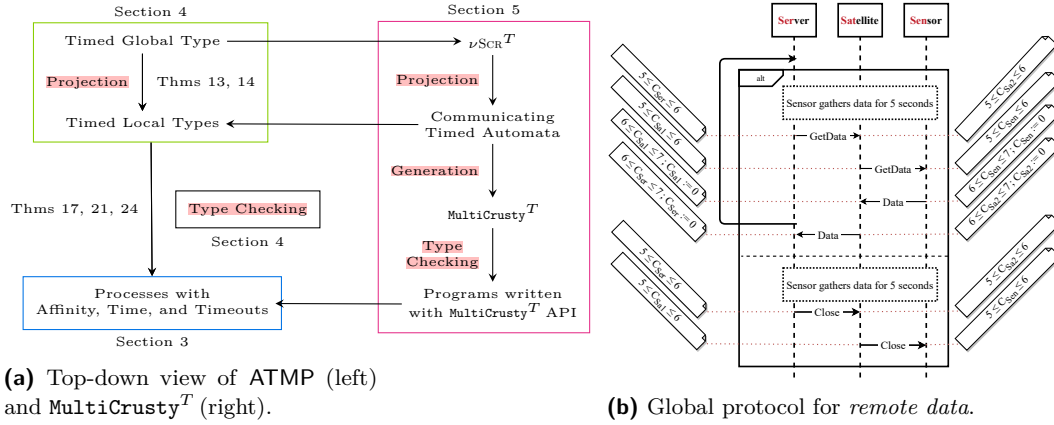 Section 4
Timed Global Type
Projection
Thms 13, 14
Timed Local Types
Thms 17, 21, 24
Type Checking
Section 4
Processes with
Affinity, Time, and Timeouts
Section 3
Section 5
νScr^T
Projection
Communicating
Timed Automata
Generation
MultiCrusty^T
Type
Checking
Programs written
with MultiCrusty^T API
(a) Top-down view of ATMP (left)
and MultiCrusty^T (right).
Server
Satellite
Sensor
alt
Sensor gathers data for 5 seconds
5≤C_Ser≤6
GetData
5≤C_Sa2≤6
5≤C_Sa1≤6
GetData
5≤C_Sen≤6
6≤C_Sa1≤7; C_Sa1:=0
Data
6≤C_Sen≤7; C_Sen:=0
6≤C_Ser≤7; C_Ser:=0
Data
6≤C_Sa2≤7; C_Sa2:=0
Sensor gathers data for 5 seconds
5≤C_Ser≤6
Close
5≤C_Sa2≤6
5≤C_Sa1≤6
Close
5≤C_Sen≤6
(b) Global protocol for remote data.